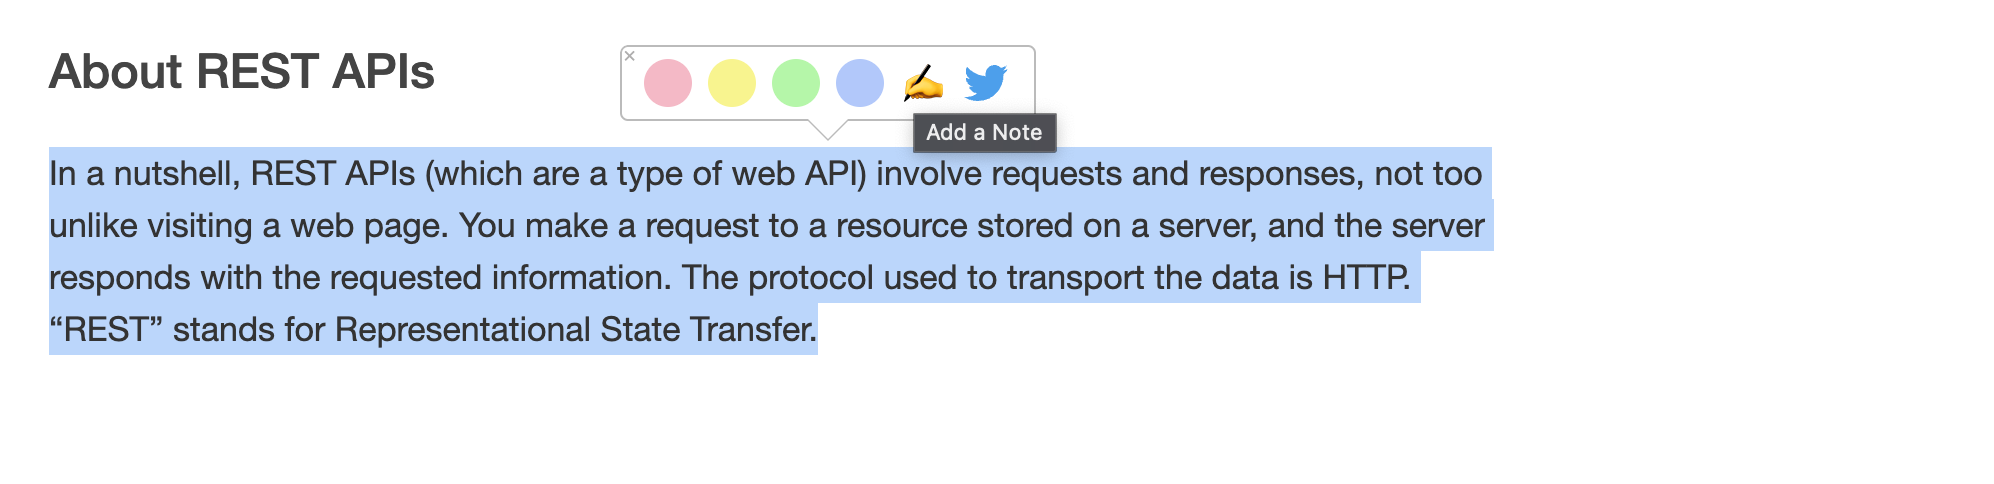 About REST APIs
×
Add a Note
In a nutshell, REST APIs (which are a type of web API) involve requests and responses, not too
unlike visiting a web page. You make a request to a resource stored on a server, and the server
responds with the requested information. The protocol used to transport the data is HTTP.
“REST” stands for Representational State Transfer.